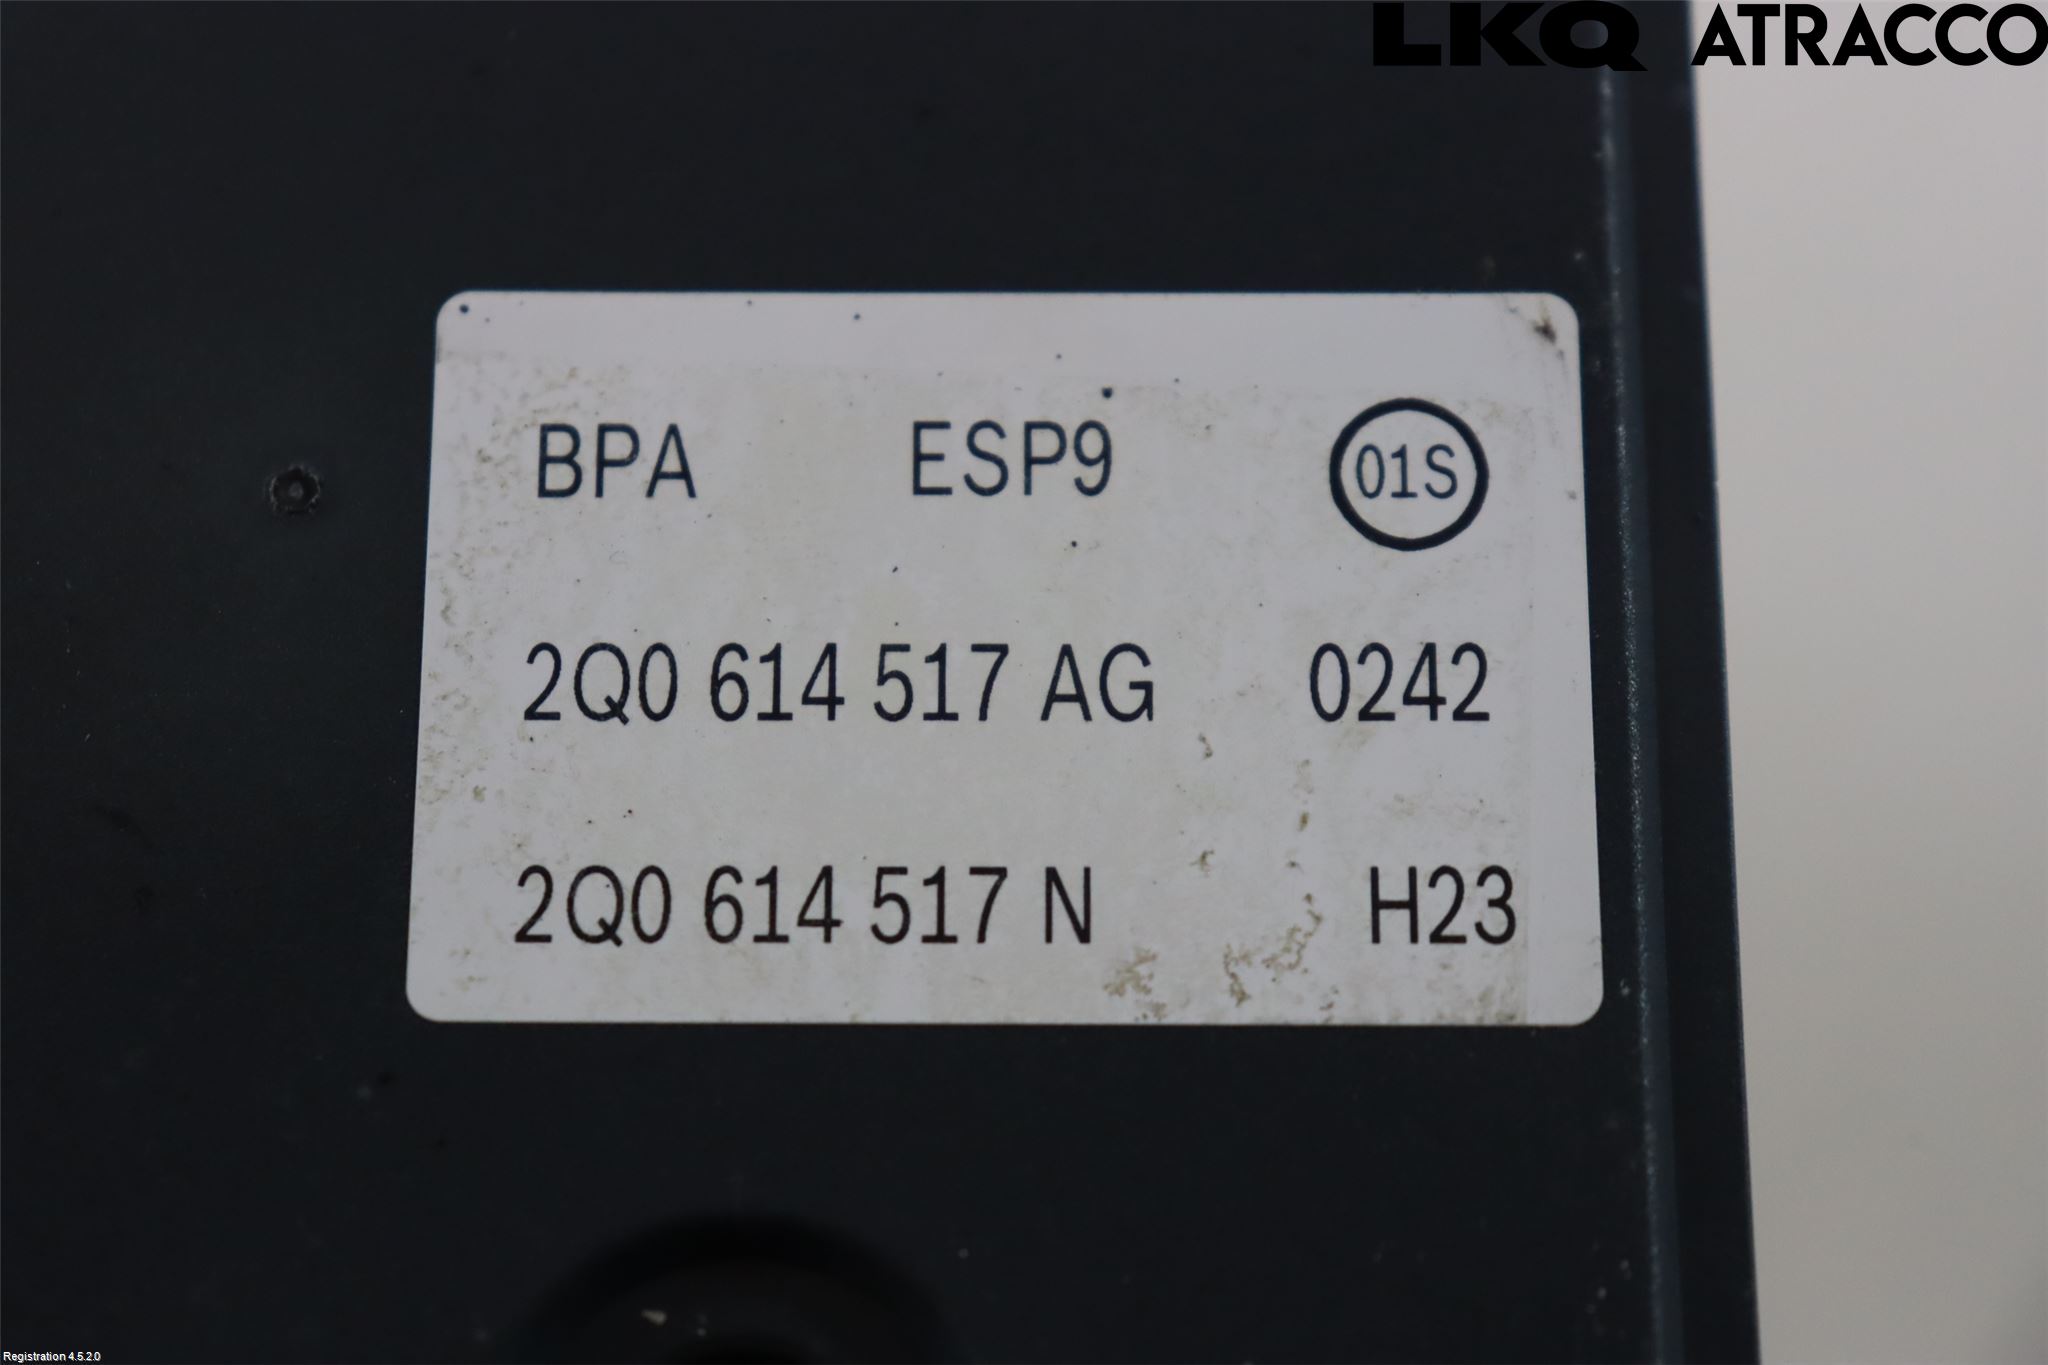 LKQ ATRACCO
BPA ESP9 01S
2Q0 614 517 AG 0242
2Q0 614 517 N H23
Registration 4.5.2.0